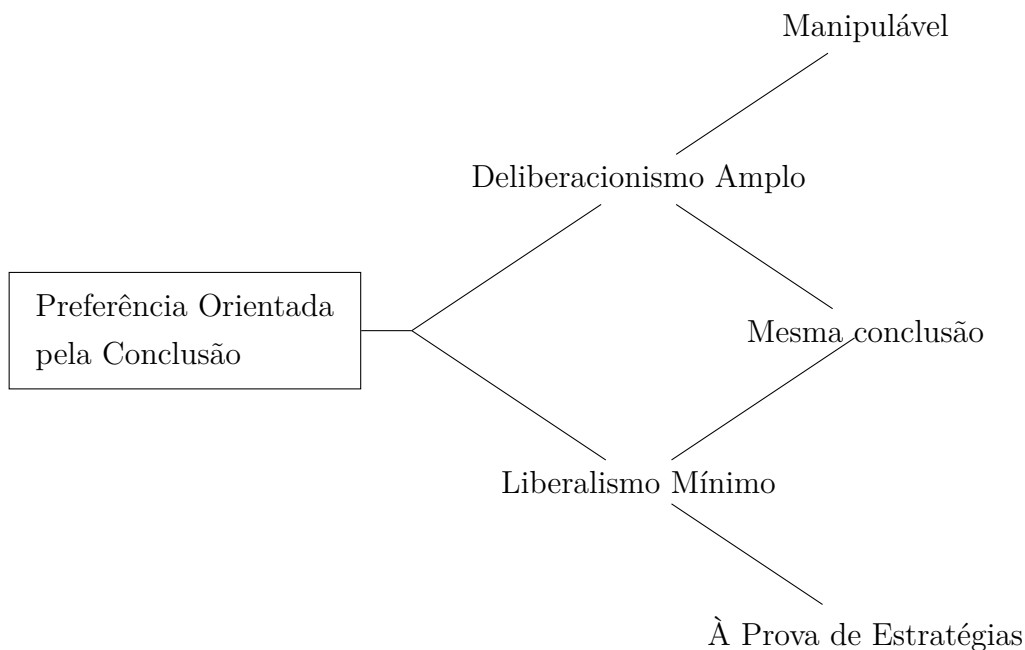 Manipulável
Deliberacionismo Amplo
Preferência Orientada
pela Conclusão
Mesma conclusão
Liberalismo Mínimo
À Prova de Estratégias